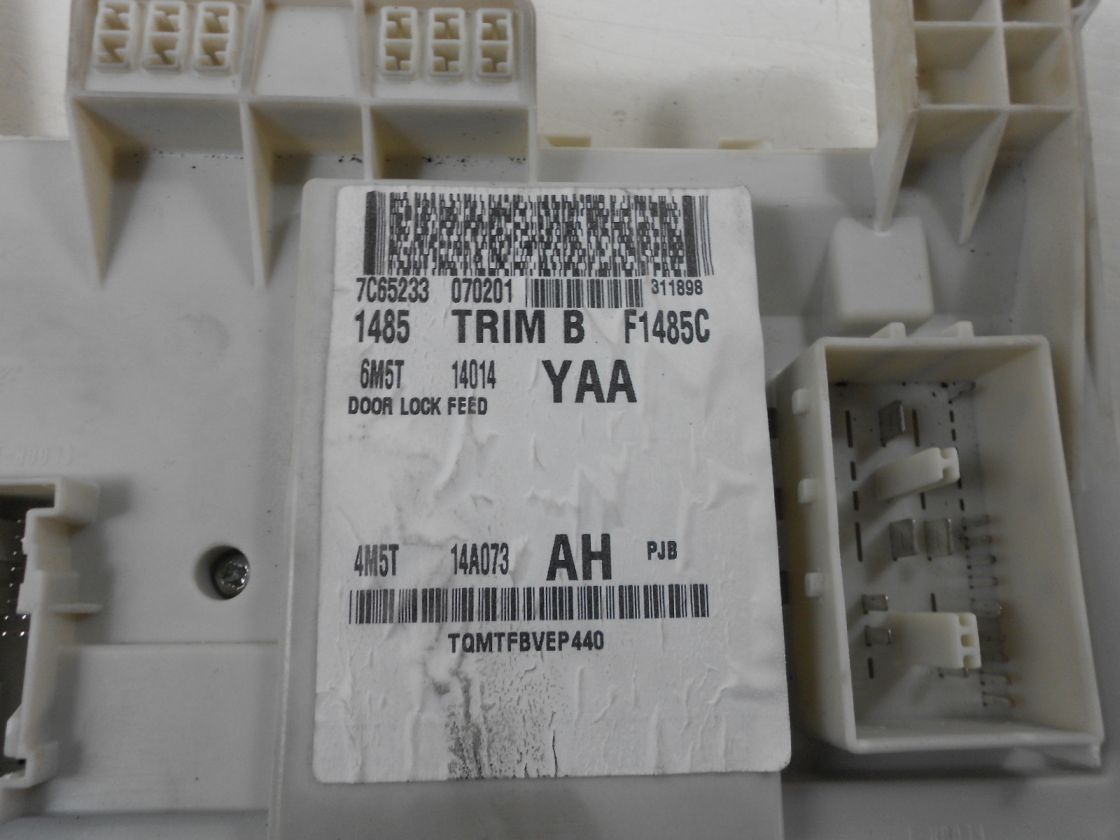 7C65233 070201 311898
1485 TRIM B F1485C
6M5T 14014 YAA
DOOR LOCK FEED
4M5T 14A073 AH PJB
TQMTFBVEP440